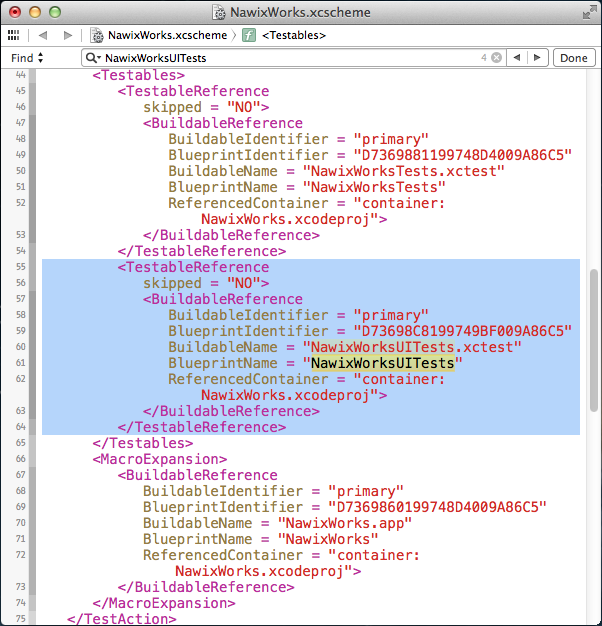 NawixWorks.xcscheme
NawixWorks.xcscheme f <Testables>
Find NawixWorksUITests 4 Done
44 <Testables>
45 <TestableReference
46 skipped = "NO">
47 <BuildableReference
48 BuildableIdentifier = "primary"
49 BlueprintIdentifier = "D7369881199748D4009A86C5"
50 BuildableName = "NawixWorksTests.xctest"
51 BlueprintName = "NawixWorksTests"
52 ReferencedContainer = "container:
NawixWorks.xcodeproj">
53 </BuildableReference>
54 </TestableReference>
55 <TestableReference
56 skipped = "NO">
57 <BuildableReference
58 BuildableIdentifier = "primary"
59 BlueprintIdentifier = "D73698C8199749BF009A86C5"
60 BuildableName = "NawixWorksUITests.xctest"
61 BlueprintName = "NawixWorksUITests"
62 ReferencedContainer = "container:
NawixWorks.xcodeproj">
63 </BuildableReference>
64 </TestableReference>
65 </Testables>
66 <MacroExpansion>
67 <BuildableReference
68 BuildableIdentifier = "primary"
69 BlueprintIdentifier = "D7369860199748D4009A86C5"
70 BuildableName = "NawixWorks.app"
71 BlueprintName = "NawixWorks"
72 ReferencedContainer = "container:
NawixWorks.xcodeproj">
73 </BuildableReference>
74 </MacroExpansion>
75 </TestAction>